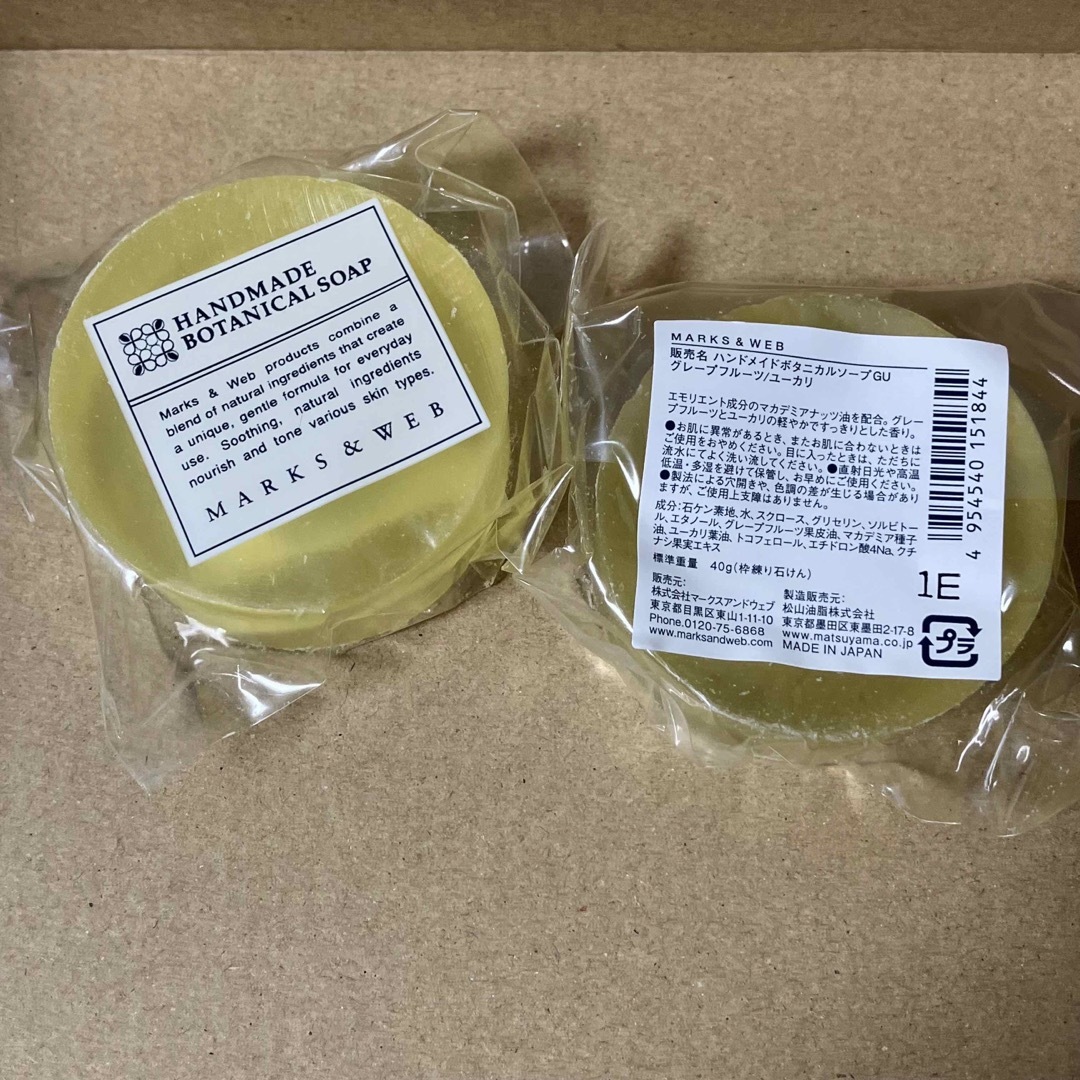 HANDMADE
BOTANICAL SOAP
Marks & Web products combine a
blend of natural ingredients that create
a unique, gentle formula for everyday
use. Soothing, natural ingredients
nourish and tone various skin types.
MARKS & WEB
MARKS & WEB
販売名 ハンドメイドボタニカルソープGU
グレープフルーツ/ユーカリ
エモリエント成分のマカデミアナッツ油を配合。グレー
プフルーツとユーカリの軽やかですっきりとした香り。
●お肌に異常があるとき、またお肌に合わないときは
ご使用をおやめください。目に入ったときは、ただちに
流水にてよく洗い流してください。●直射日光や高温
低温・多湿を避けて保管し、お早めにご使用ください。
●製法による穴開きや、色調の差が生じる場合があり
ますが、ご使用上支障はありません。
成分:石ケン素地、水、スクロース、グリセリン、ソルビトー
ル、エタノール、グレープフルーツ果皮油、マカデミア種子
油、ユーカリ葉油、トコフェロール、エチドロン酸4Na、クチ
ナシ果実エキス
標準重量 40g(枠練り石けん)
販売元:
株式会社マークスアンドウェブ
東京都目黒区東山1-11-10
Phone.0120-75-6868
www.marksandweb.com
製造販売元:
松山油脂株式会社
東京都墨田区東墨田2-17-8
www.matsuyama.co.jp
MADE IN JAPAN
4 954540 151844
1E
プラ